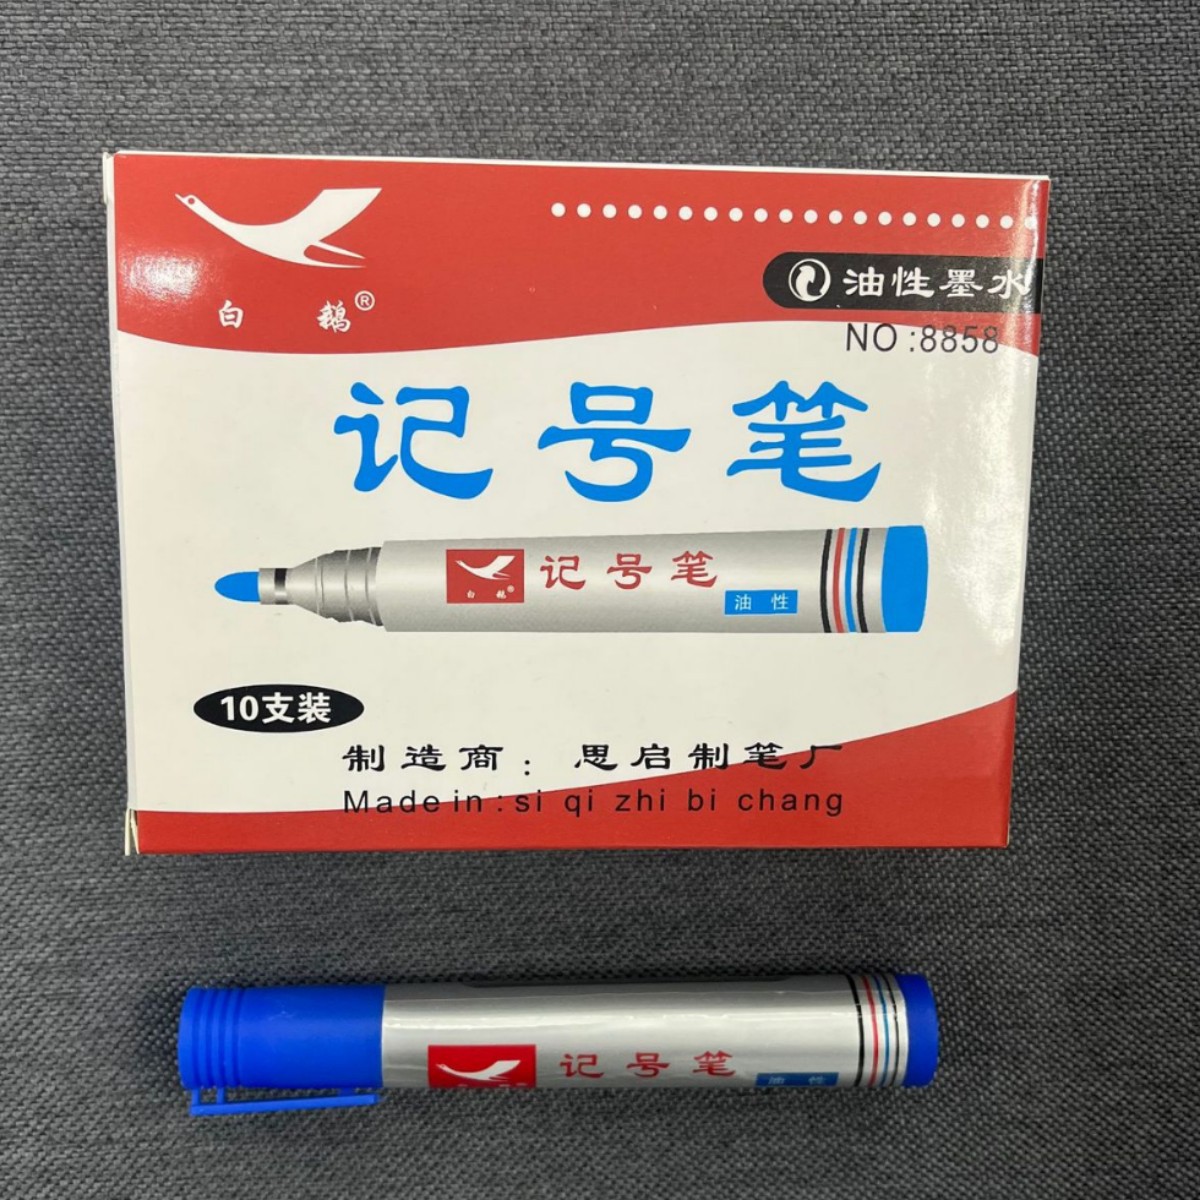 白鹅®
油性墨水
NO:8858
记号笔
白鹅®
记号笔
油性
10支装
制造商：思启制笔厂
Made in : si qi zhi bi chang
记号笔
油性